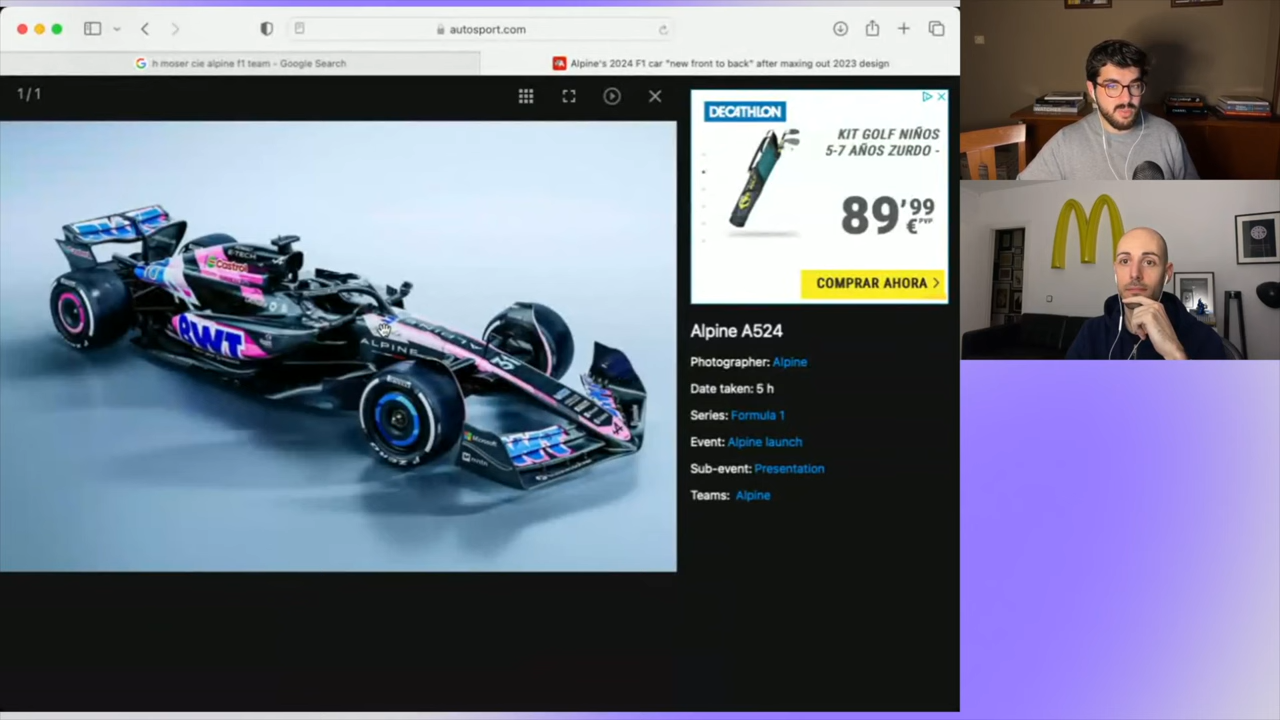 autosport.com
h moser cie alpine f1 team - Google Search
Alpine's 2024 F1 car "new front to back" after maxing out 2023 design
1/1
DECATHLON
KIT GOLF NIÑOS
5-7 AÑOS ZURDO -
89'99
€PVP
COMPRAR AHORA
Alpine A524
Photographer: Alpine
Date taken: 5 h
Series: Formula 1
Event: Alpine launch
Sub-event: Presentation
Teams: Alpine
E-TECH
Castrol
BWT
ALPINE
Microsoft